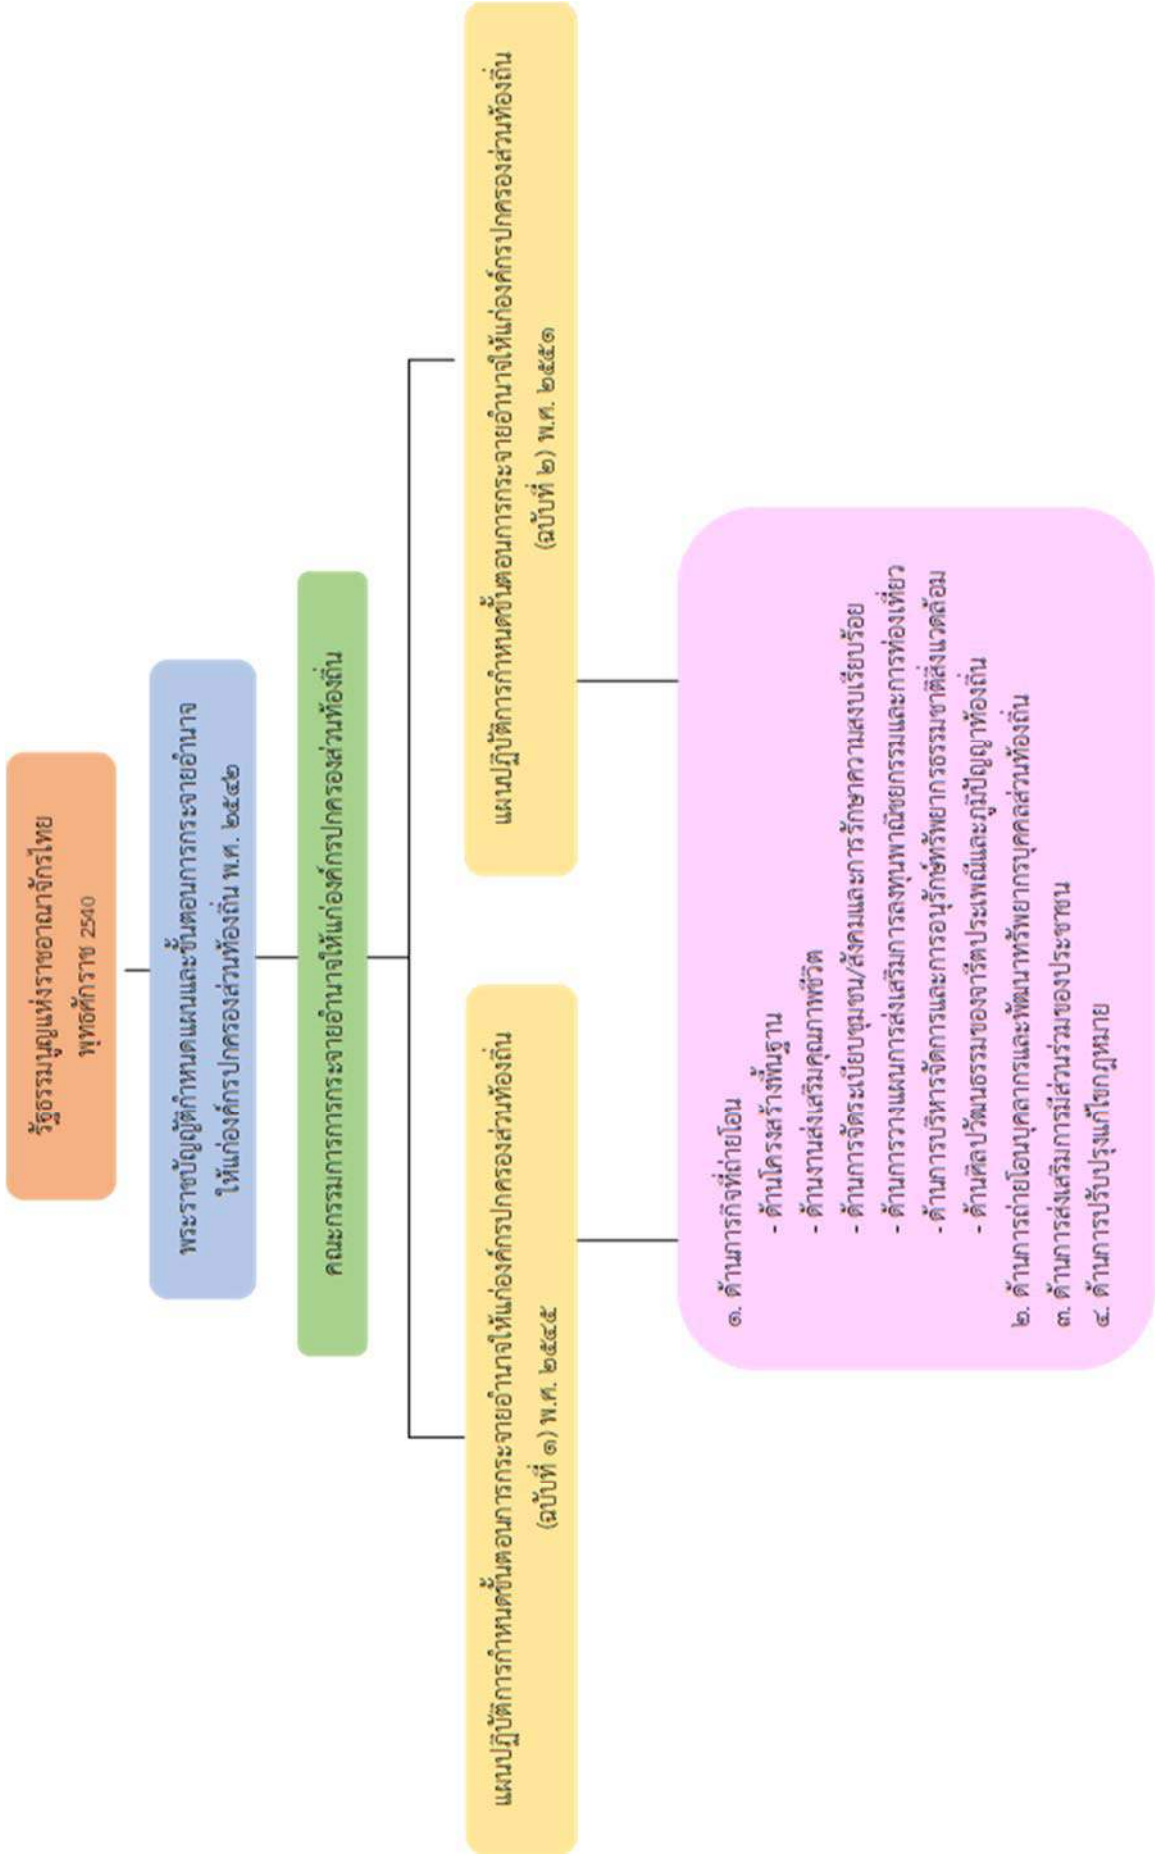 รัฐธรรมนูญแห่งราชอาณาจักรไทย
พุทธศักราช 2540
พระราชบัญญัติกำหนดแผนและขั้นตอนการกระจายอำนาจ
ให้แก่องค์กรปกครองส่วนท้องถิ่น พ.ศ. ๒๕๔๒
คณะกรรมการการกระจายอำนาจให้แก่องค์กรปกครองส่วนท้องถิ่น
แผนปฏิบัติการกำหนดขั้นตอนการกระจายอำนาจให้แก่องค์กรปกครองส่วนท้องถิ่น
(ฉบับที่ ๑) พ.ศ. ๒๕๔๕
แผนปฏิบัติการกำหนดขั้นตอนการกระจายอำนาจให้แก่องค์กรปกครองส่วนท้องถิ่น
(ฉบับที่ ๒) พ.ศ. ๒๕๕๑
๑. ด้านภารกิจที่ถ่ายโอน
- ด้านโครงสร้างพื้นฐาน
- ด้านงานส่งเสริมคุณภาพชีวิต
- ด้านการจัดระเบียบชุมชน/สังคมและการรักษาความสงบเรียบร้อย
- ด้านการวางแผนการส่งเสริมการลงทุนพาณิชยกรรมและการท่องเที่ยว
- ด้านการบริหารจัดการและการอนุรักษ์ทรัพยากรธรรมชาติสิ่งแวดล้อม
- ด้านศิลปวัฒนธรรมของจารีตประเพณีและภูมิปัญญาท้องถิ่น
๒. ด้านการถ่ายโอนบุคลากรและพัฒนาทรัพยากรบุคคลส่วนท้องถิ่น
๓. ด้านการส่งเสริมการมีส่วนร่วมของประชาชน
๔. ด้านการปรับปรุงแก้ไขกฎหมาย